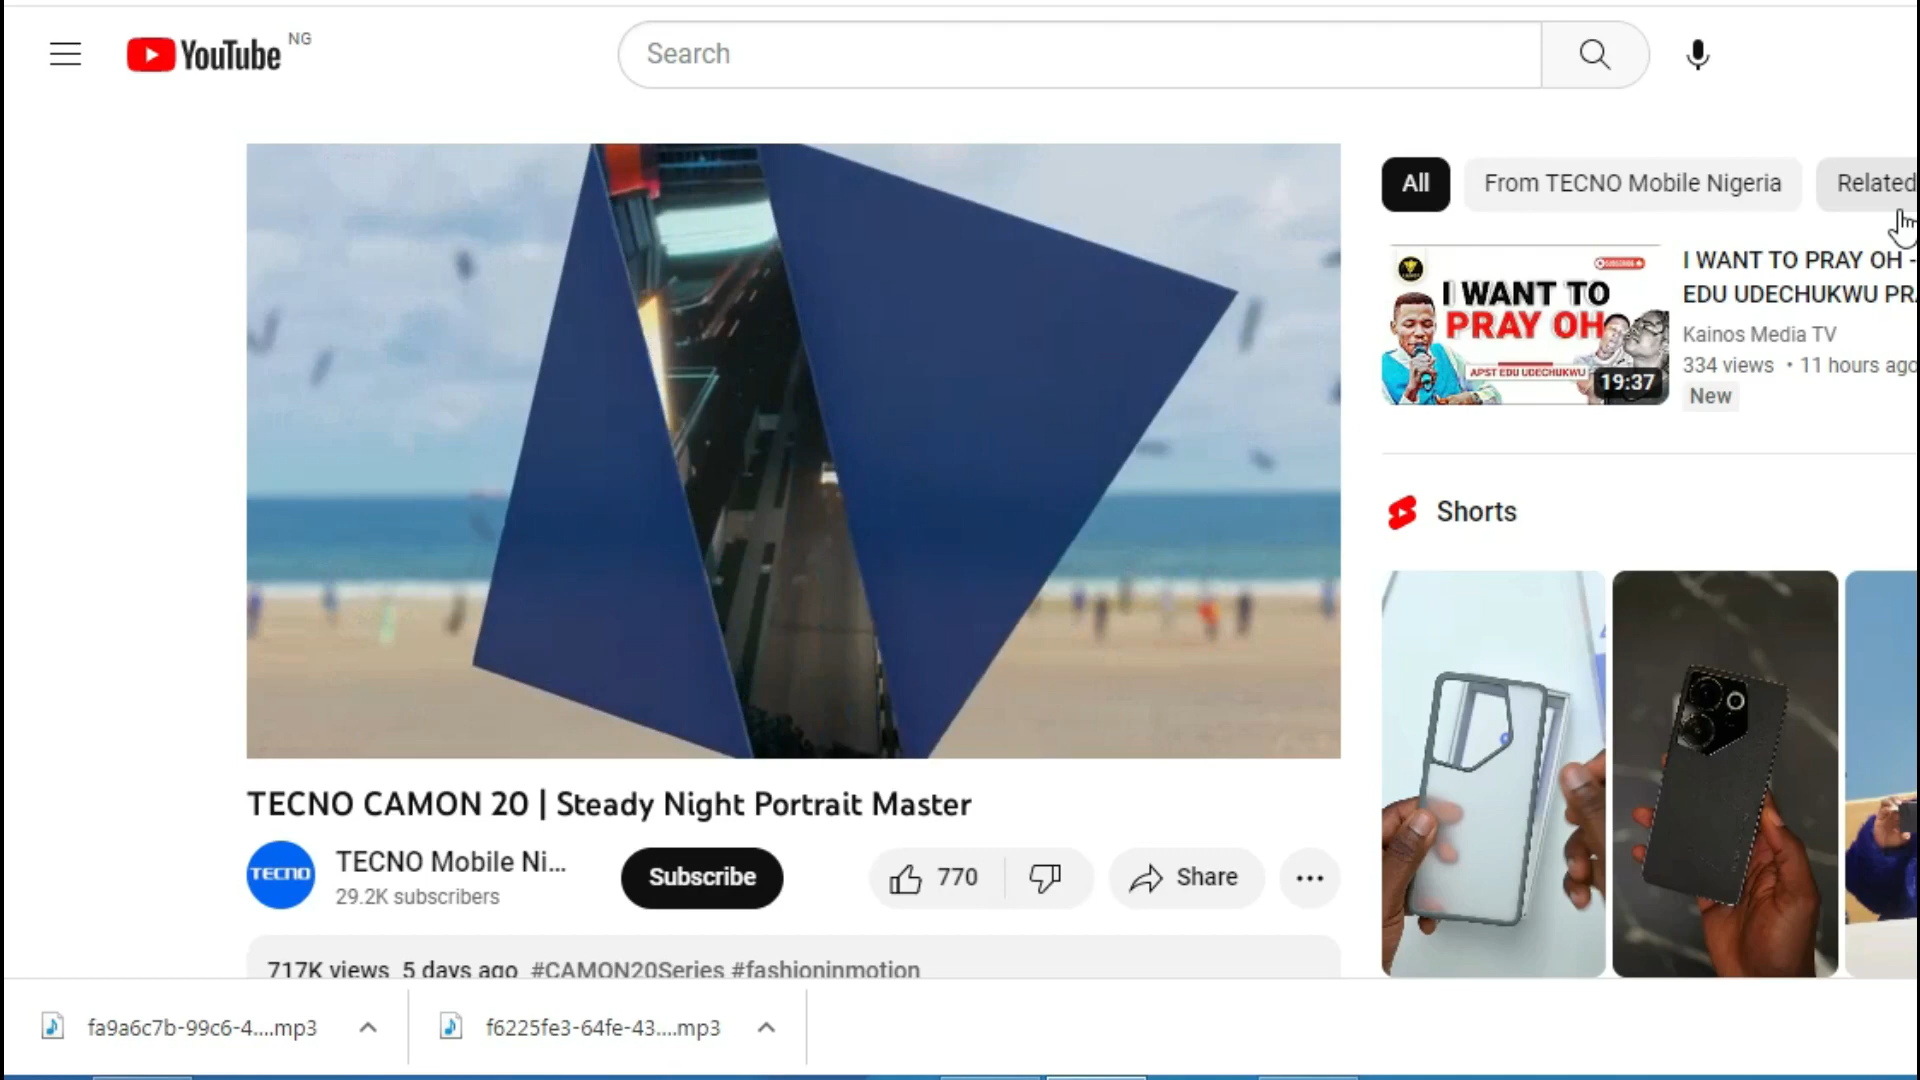 YouTube NG
Search
All
From TECNO Mobile Nigeria
Related
I WANT TO
PRAY OH
APST EDU UDECHUKWU
19:37
I WANT TO PRAY OH -
EDU UDECHUKWU PR
Kainos Media TV
334 views • 11 hours ago
New
Shorts
TECNO CAMON 20 | Steady Night Portrait Master
TECNO
TECNO Mobile Ni...
29.2K subscribers
Subscribe
770
Share
717K views 5 days ago #CAMON20Series #fashioninmotion
fa9a6c7b-99c6-4....mp3
f6225fe3-64fe-43....mp3